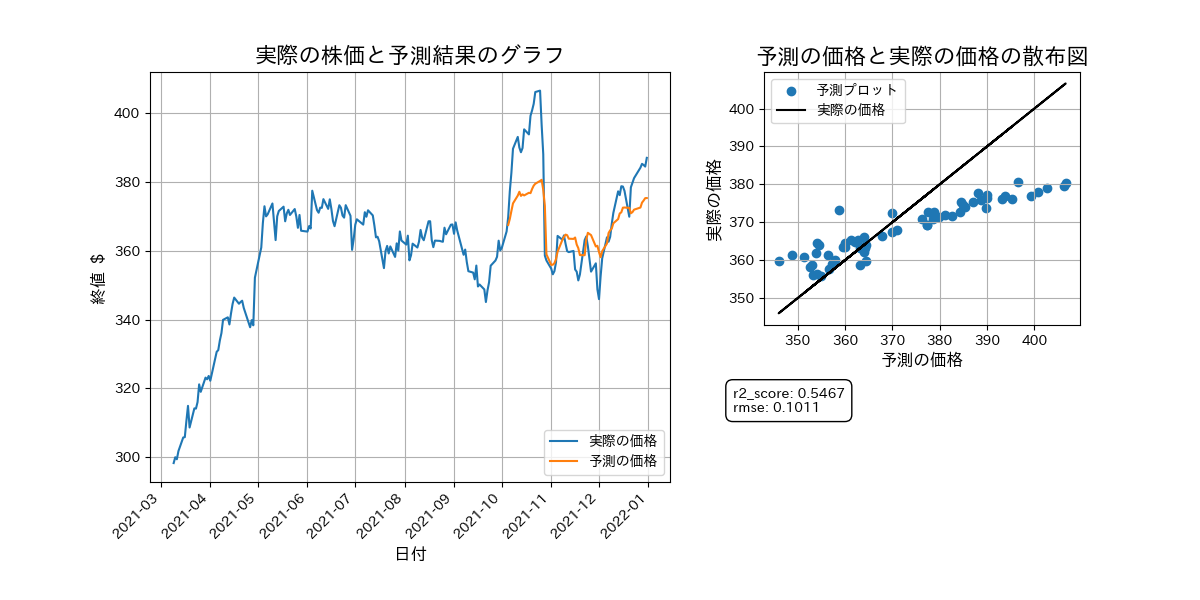 実際の株価と予測結果のグラフ
終値 $
400
380
360
340
320
300
2021-03
2021-04
2021-05
2021-06
2021-07
2021-08
2021-09
2021-10
2021-11
2021-12
2022-01
日付
実際の価格
予測の価格
予測の価格と実際の価格の散布図
予測プロット
実際の価格
実際の価格
400
390
380
370
360
350
350
360
370
380
390
400
予測の価格
r2_score: 0.5467
rmse: 0.1011